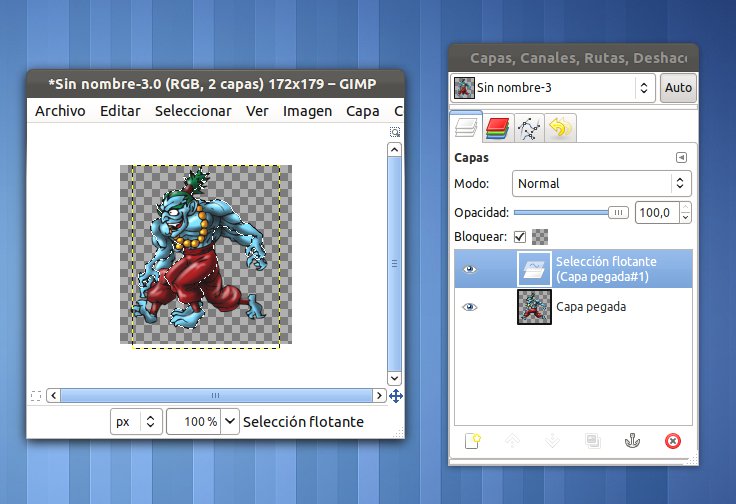 *Sin nombre-3.0 (RGB, 2 capas) 172x179 – GIMP
Archivo Editar Seleccionar Ver Imagen Capa C
px 100 % Selección flotante
Capas, Canales, Rutas, Deshac
Sin nombre-3 Auto
Capas
Modo: Normal
Opacidad: 100,0
Bloquear:
Selección flotante
(Capa pegada#1)
Capa pegada